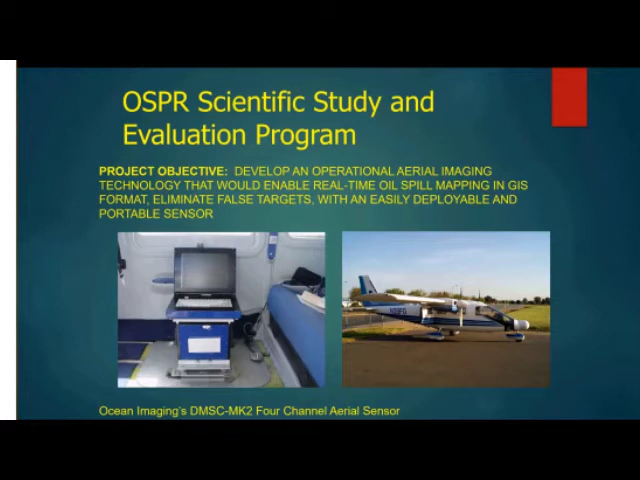 OSPR Scientific Study and
Evaluation Program
PROJECT OBJECTIVE: DEVELOP AN OPERATIONAL AERIAL IMAGING
TECHNOLOGY THAT WOULD ENABLE REAL-TIME OIL SPILL MAPPING IN GIS
FORMAT, ELIMINATE FALSE TARGETS, WITH AN EASILY DEPLOYABLE AND
PORTABLE SENSOR
Ocean Imaging's DMSC-MK2 Four Channel Aerial Sensor